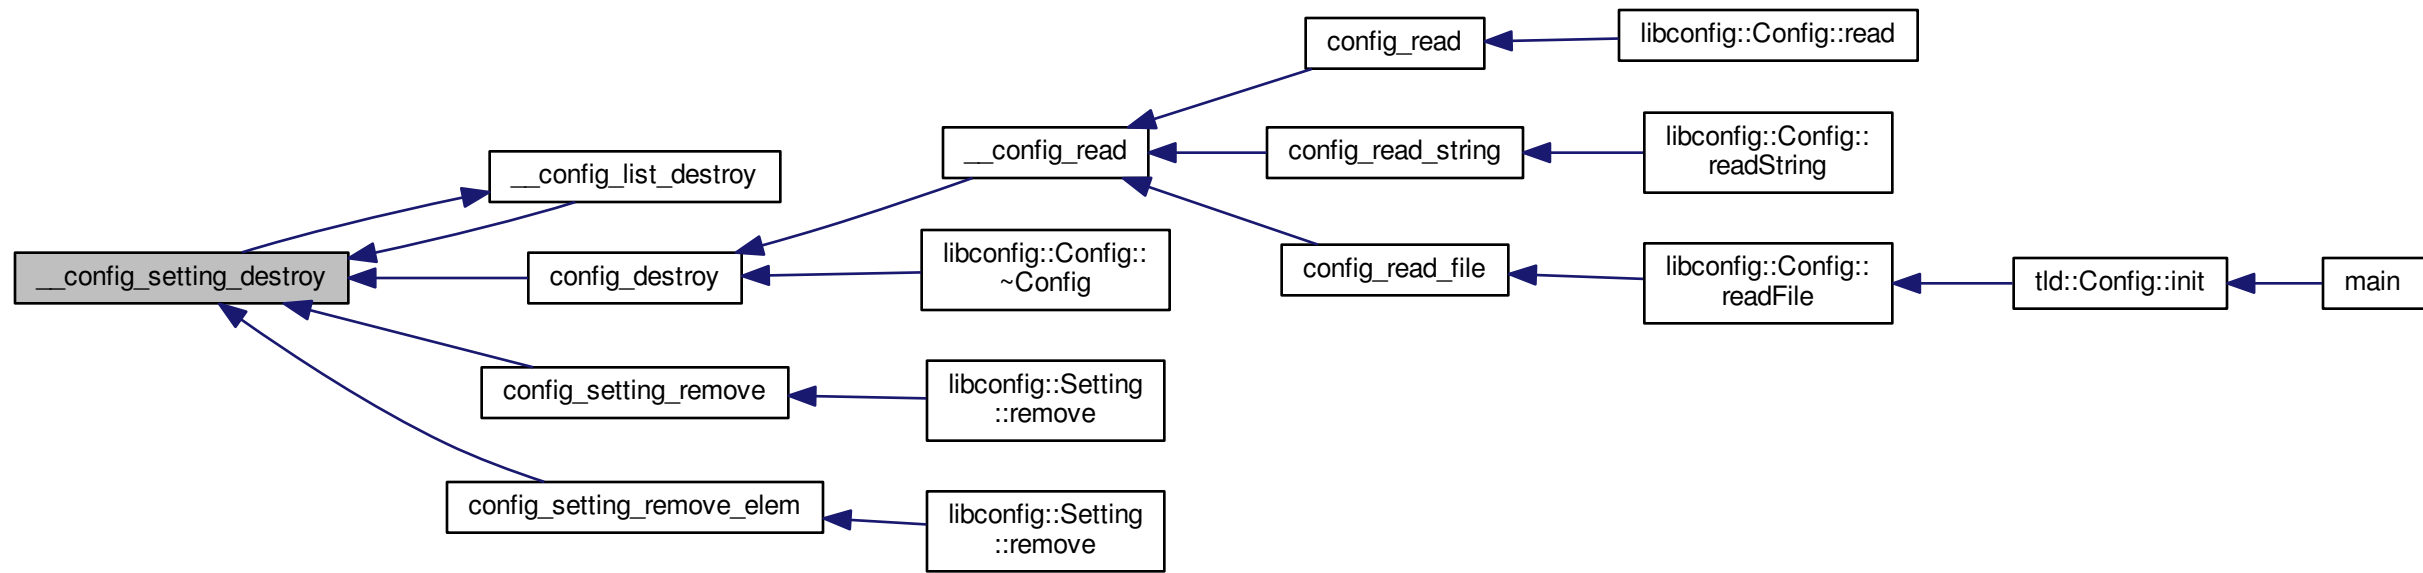 __config_setting_destroy
__config_list_destroy
config_destroy
config_setting_remove
config_setting_remove_elem
__config_read
libconfig::Config::
~Config
libconfig::Setting
::remove
libconfig::Setting
::remove
config_read
config_read_string
config_read_file
libconfig::Config::read
libconfig::Config::
readString
libconfig::Config::
readFile
tld::Config::init
main